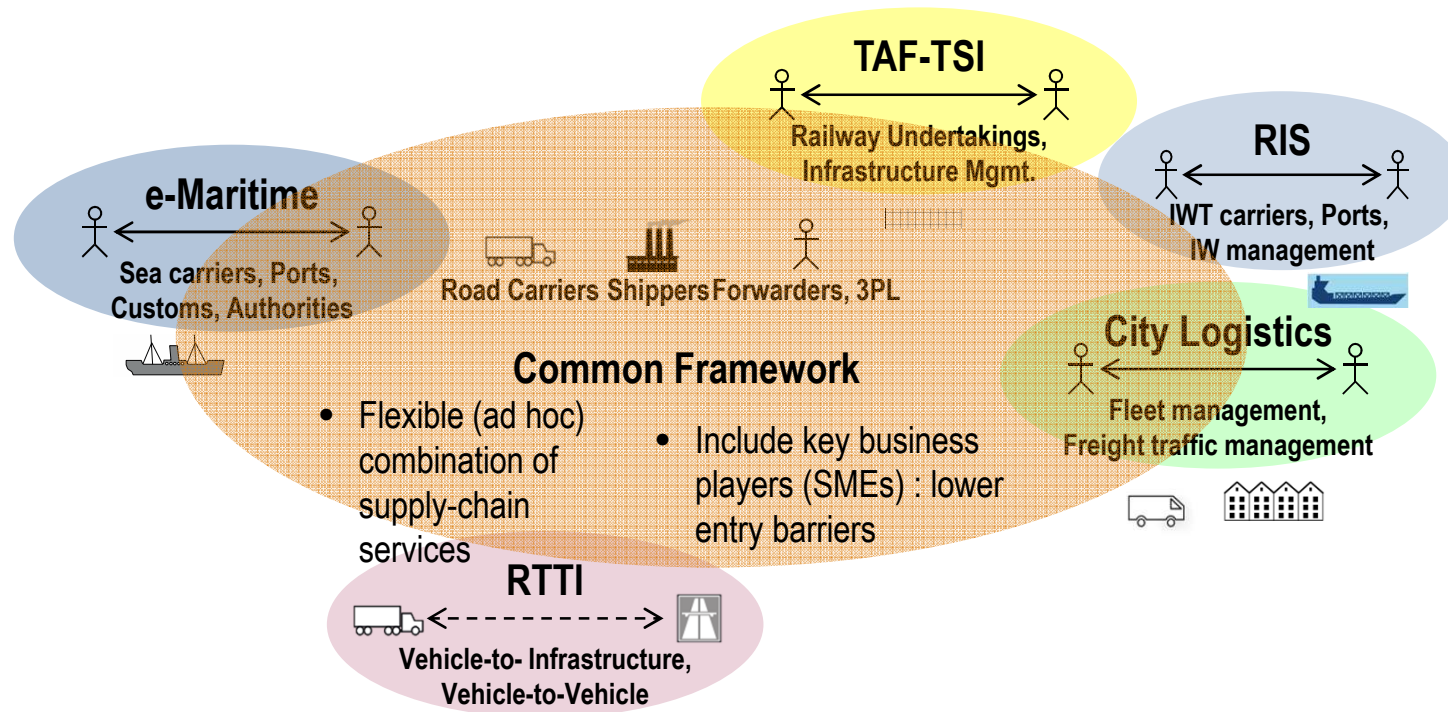 TAF-TSI
Railway Undertakings,
Infrastructure Mgmt.
RIS
IWT carriers, Ports,
IW management
e-Maritime
Sea carriers, Ports,
Customs, Authorities
Road Carriers Shippers Forwarders, 3PL
City Logistics
Fleet management,
Freight traffic management
Common Framework
• Flexible (ad hoc)
combination of
supply-chain
services
• Include key business
players (SMEs) : lower
entry barriers
RTTI
Vehicle-to- Infrastructure,
Vehicle-to-Vehicle